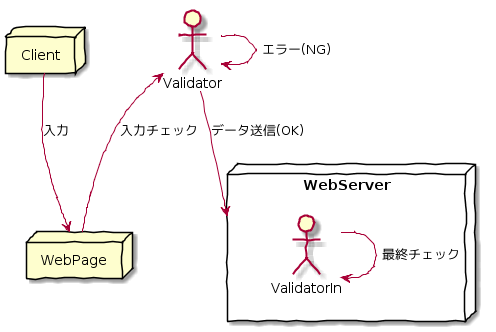 Client
Validator
エラー(NG)
入力
入力チェック
データ送信(OK)
WebServer
WebPage
最終チェック
ValidatorIn